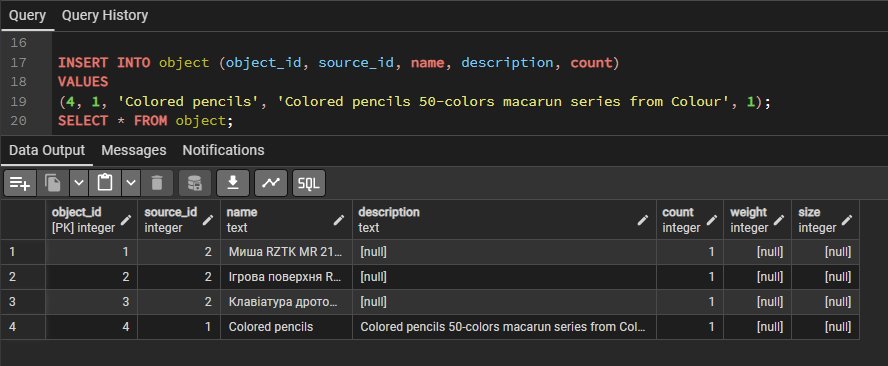 Query Query History
16
17 INSERT INTO object (object_id, source_id, name, description, count)
18 VALUES
19 (4, 1, 'Colored pencils', 'Colored pencils 50-colors macarun series from Colour', 1);
20 SELECT * FROM object;
Data Output Messages Notifications
SQL
object_id source_id name description count weight size
[PK] integer integer text text integer integer integer
1 1 2 Миша RZTK MR 21... [null] 1 [null] [null]
2 2 2 Ігрова поверхня R... [null] 1 [null] [null]
3 3 2 Клавіатура дрото... [null] 1 [null] [null]
4 4 1 Colored pencils Colored pencils 50-colors macarun series from Col... 1 [null] [null]